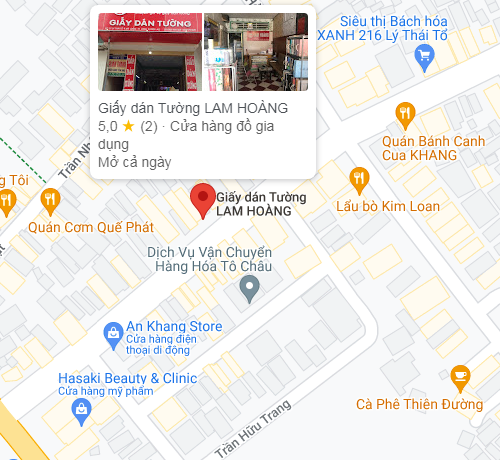 GIẤY DÁN TƯỜNG
Giấy dán Tường LAM HOÀNG
5,0 ★ (2) · Cửa hàng đồ gia
dụng
Mở cả ngày
Siêu thị Bách hóa
XANH 216 Lý Thái Tổ
Quán Bánh Canh
Cua KHANG
Trần Nh
g Tôi
Quán Cơm Quế Phát
Giấy dán Tường
LAM HOÀNG
Lẩu bò Kim Loan
Dịch Vụ Vận Chuyển
Hàng Hóa Tô Châu
An Khang Store
Cửa hàng điện
thoại di động
Hasaki Beauty & Clinic
Cửa hàng mỹ phẩm
Cà Phê Thiên Đường
Trần Hữu Trang